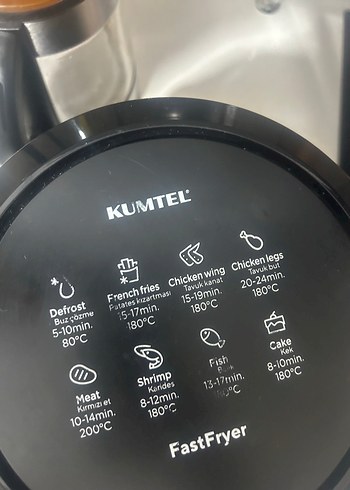 KUMTEL
Defrost
Buz çözme
5-10min.
80°C
French fries
Patates kızartması
15-17min.
180°C
Chicken wing
Tavuk kanat
15-19min.
180°C
Chicken legs
Tavuk but
20-24min.
180°C
Meat
Kırmızı et
10-14min.
200°C
Shrimp
Karides
8-12min.
180°C
Fish
13-17min.
Cake
Kek
8-10min.
180°C
FastFryer